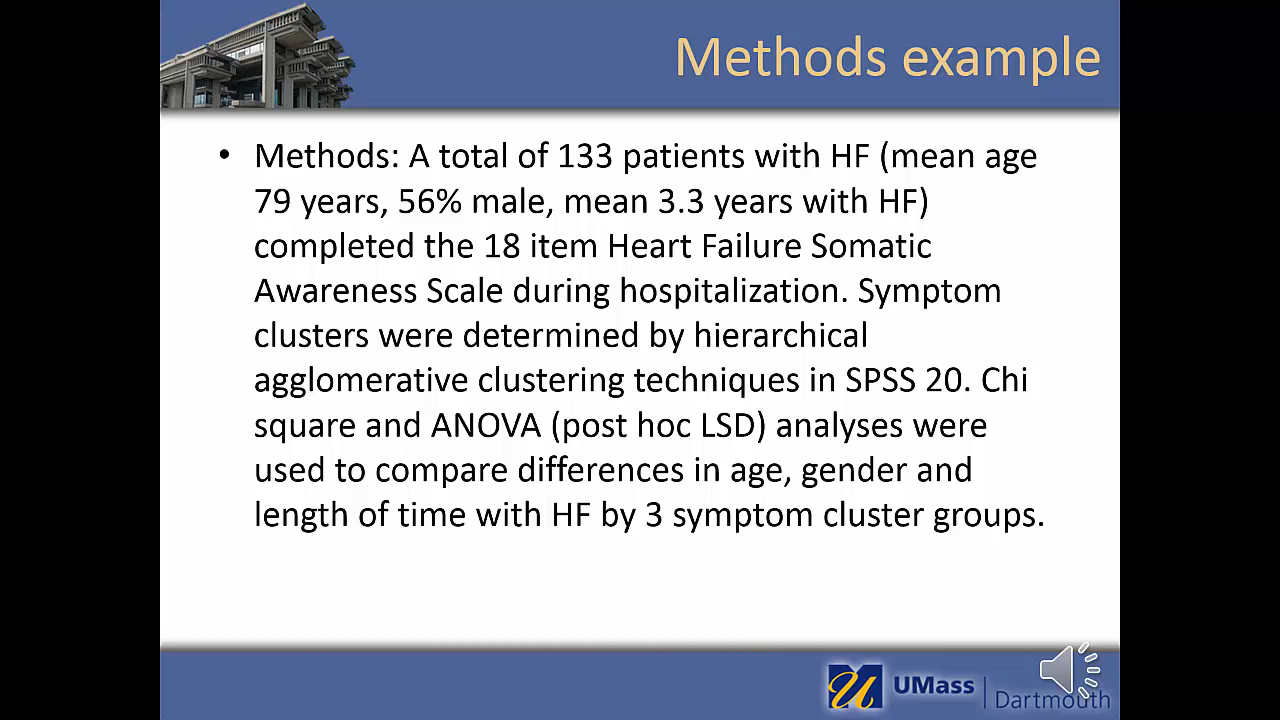 Methods example
• Methods: A total of 133 patients with HF (mean age
79 years, 56% male, mean 3.3 years with HF)
completed the 18 item Heart Failure Somatic
Awareness Scale during hospitalization. Symptom
clusters were determined by hierarchical
agglomerative clustering techniques in SPSS 20. Chi
square and ANOVA (post hoc LSD) analyses were
used to compare differences in age, gender and
length of time with HF by 3 symptom cluster groups.
UMass
Dartmouth